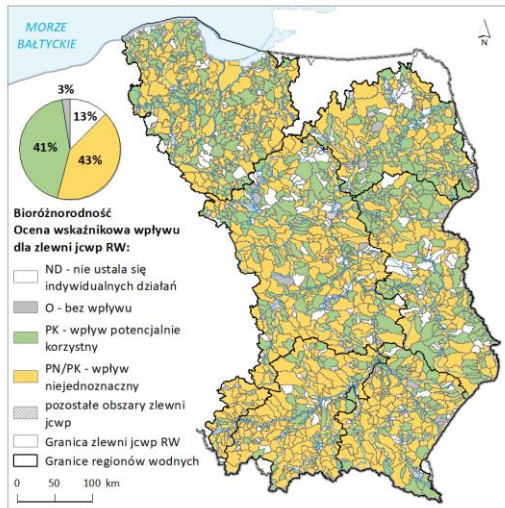 MORZE
BAŁTYCKIE
N
3%
13%
41%
43%
Bioróżnorodność
Ocena wskaźnikowa wpływu
dla zlewni jcwp RW:
ND - nie ustala się
indywidualnych działań
O - bez wpływu
PK - wpływ potencjalnie
korzystny
PN/PK - wpływ
niejednoznaczny
pozostałe obszary zlewni
jcwp
Granica zlewni jcwp RW
Granice regionów wodnych
0 50 100 km